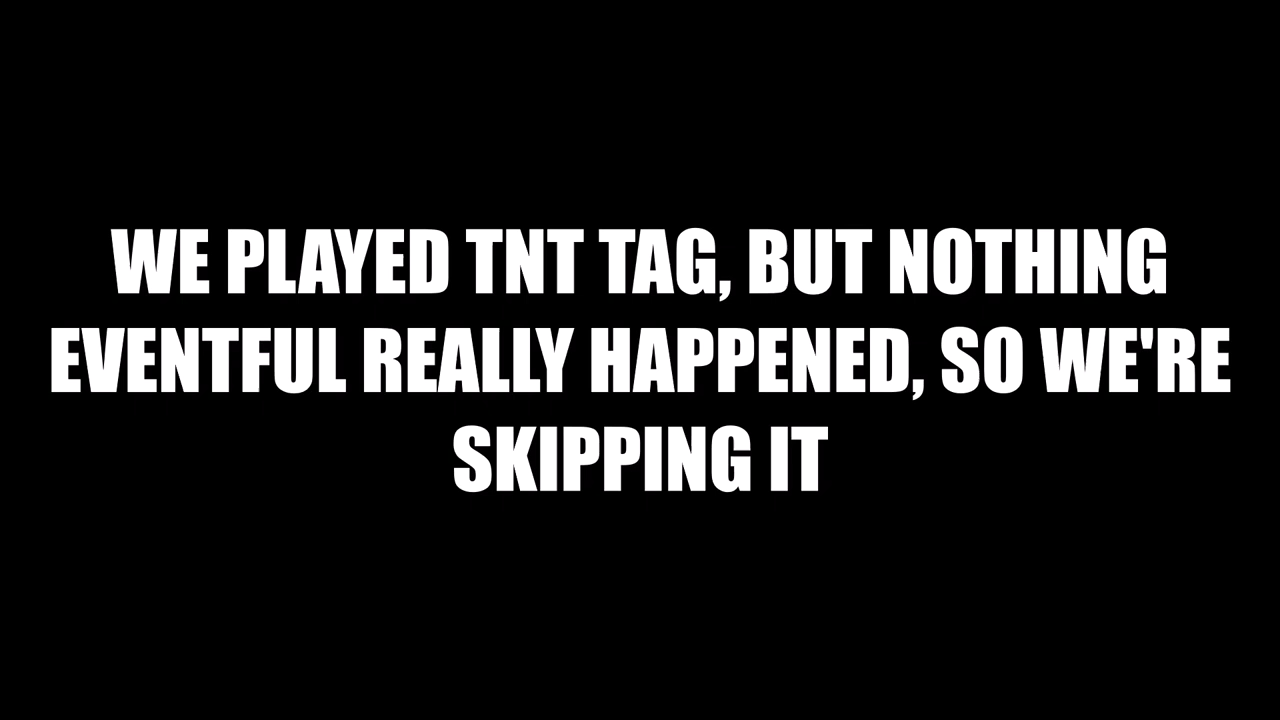 WE PLAYED TNT TAG, BUT NOTHING
EVENTFUL REALLY HAPPENED, SO WE'RE
SKIPPING IT